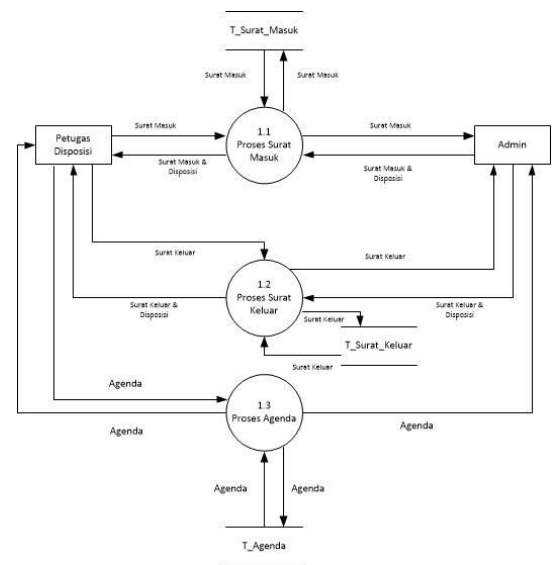 T_Surat_Masuk
Surat Masuk
Surat Masuk
Petugas
Disposisi
Surat Masuk
1.1
Proses Surat
Masuk
Surat Masuk
Admin
Surat Masuk &
Disposisi
Surat Masuk &
Disposisi
Surat Keluar
Surat Keluar
1.2
Proses Surat
Keluar
Surat Keluar &
Disposisi
Surat Keluar &
Disposisi
Surat Keluar
T_Surat_Keluar
Surat Keluar
Agenda
1.3
Proses Agenda
Agenda
Agenda
Agenda
Agenda
T_Agenda